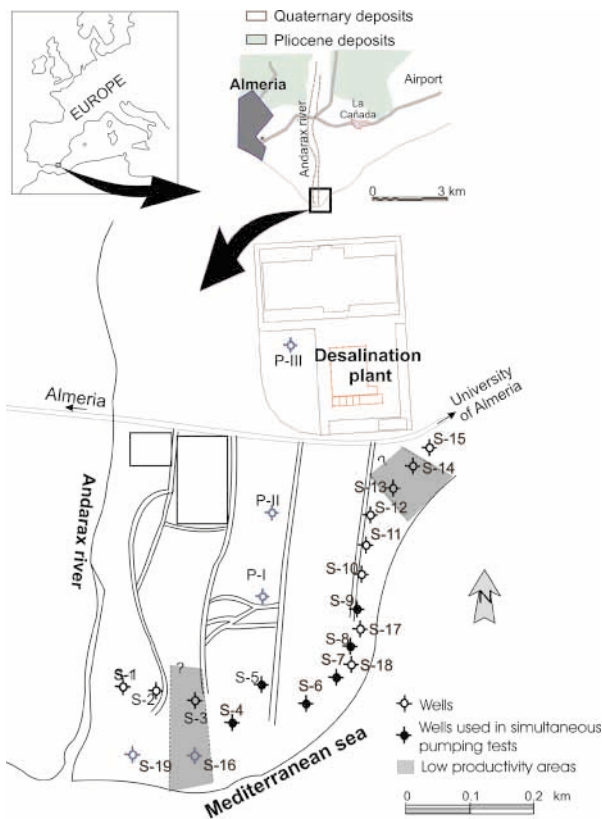 Quaternary deposits
Pliocene deposits
EUROPE
Almeria
Airport
La
Cañada
Andarax river
0 3 km
P-III
Desalination
plant
Almeria
University
of Almeria
Andarax river
S-15
?
S-14
S-13
P-II
S-12
S-11
S-10
P-I
S-9
S-17
S-8
S-7
S-18
?
S-1
S-2
S-5
S-6
S-3
S-4
S-19
S-16
Mediterranean sea
N
Wells
Wells used in simultaneous
pumping tests
Low productivity areas
0 0.1 0.2
km